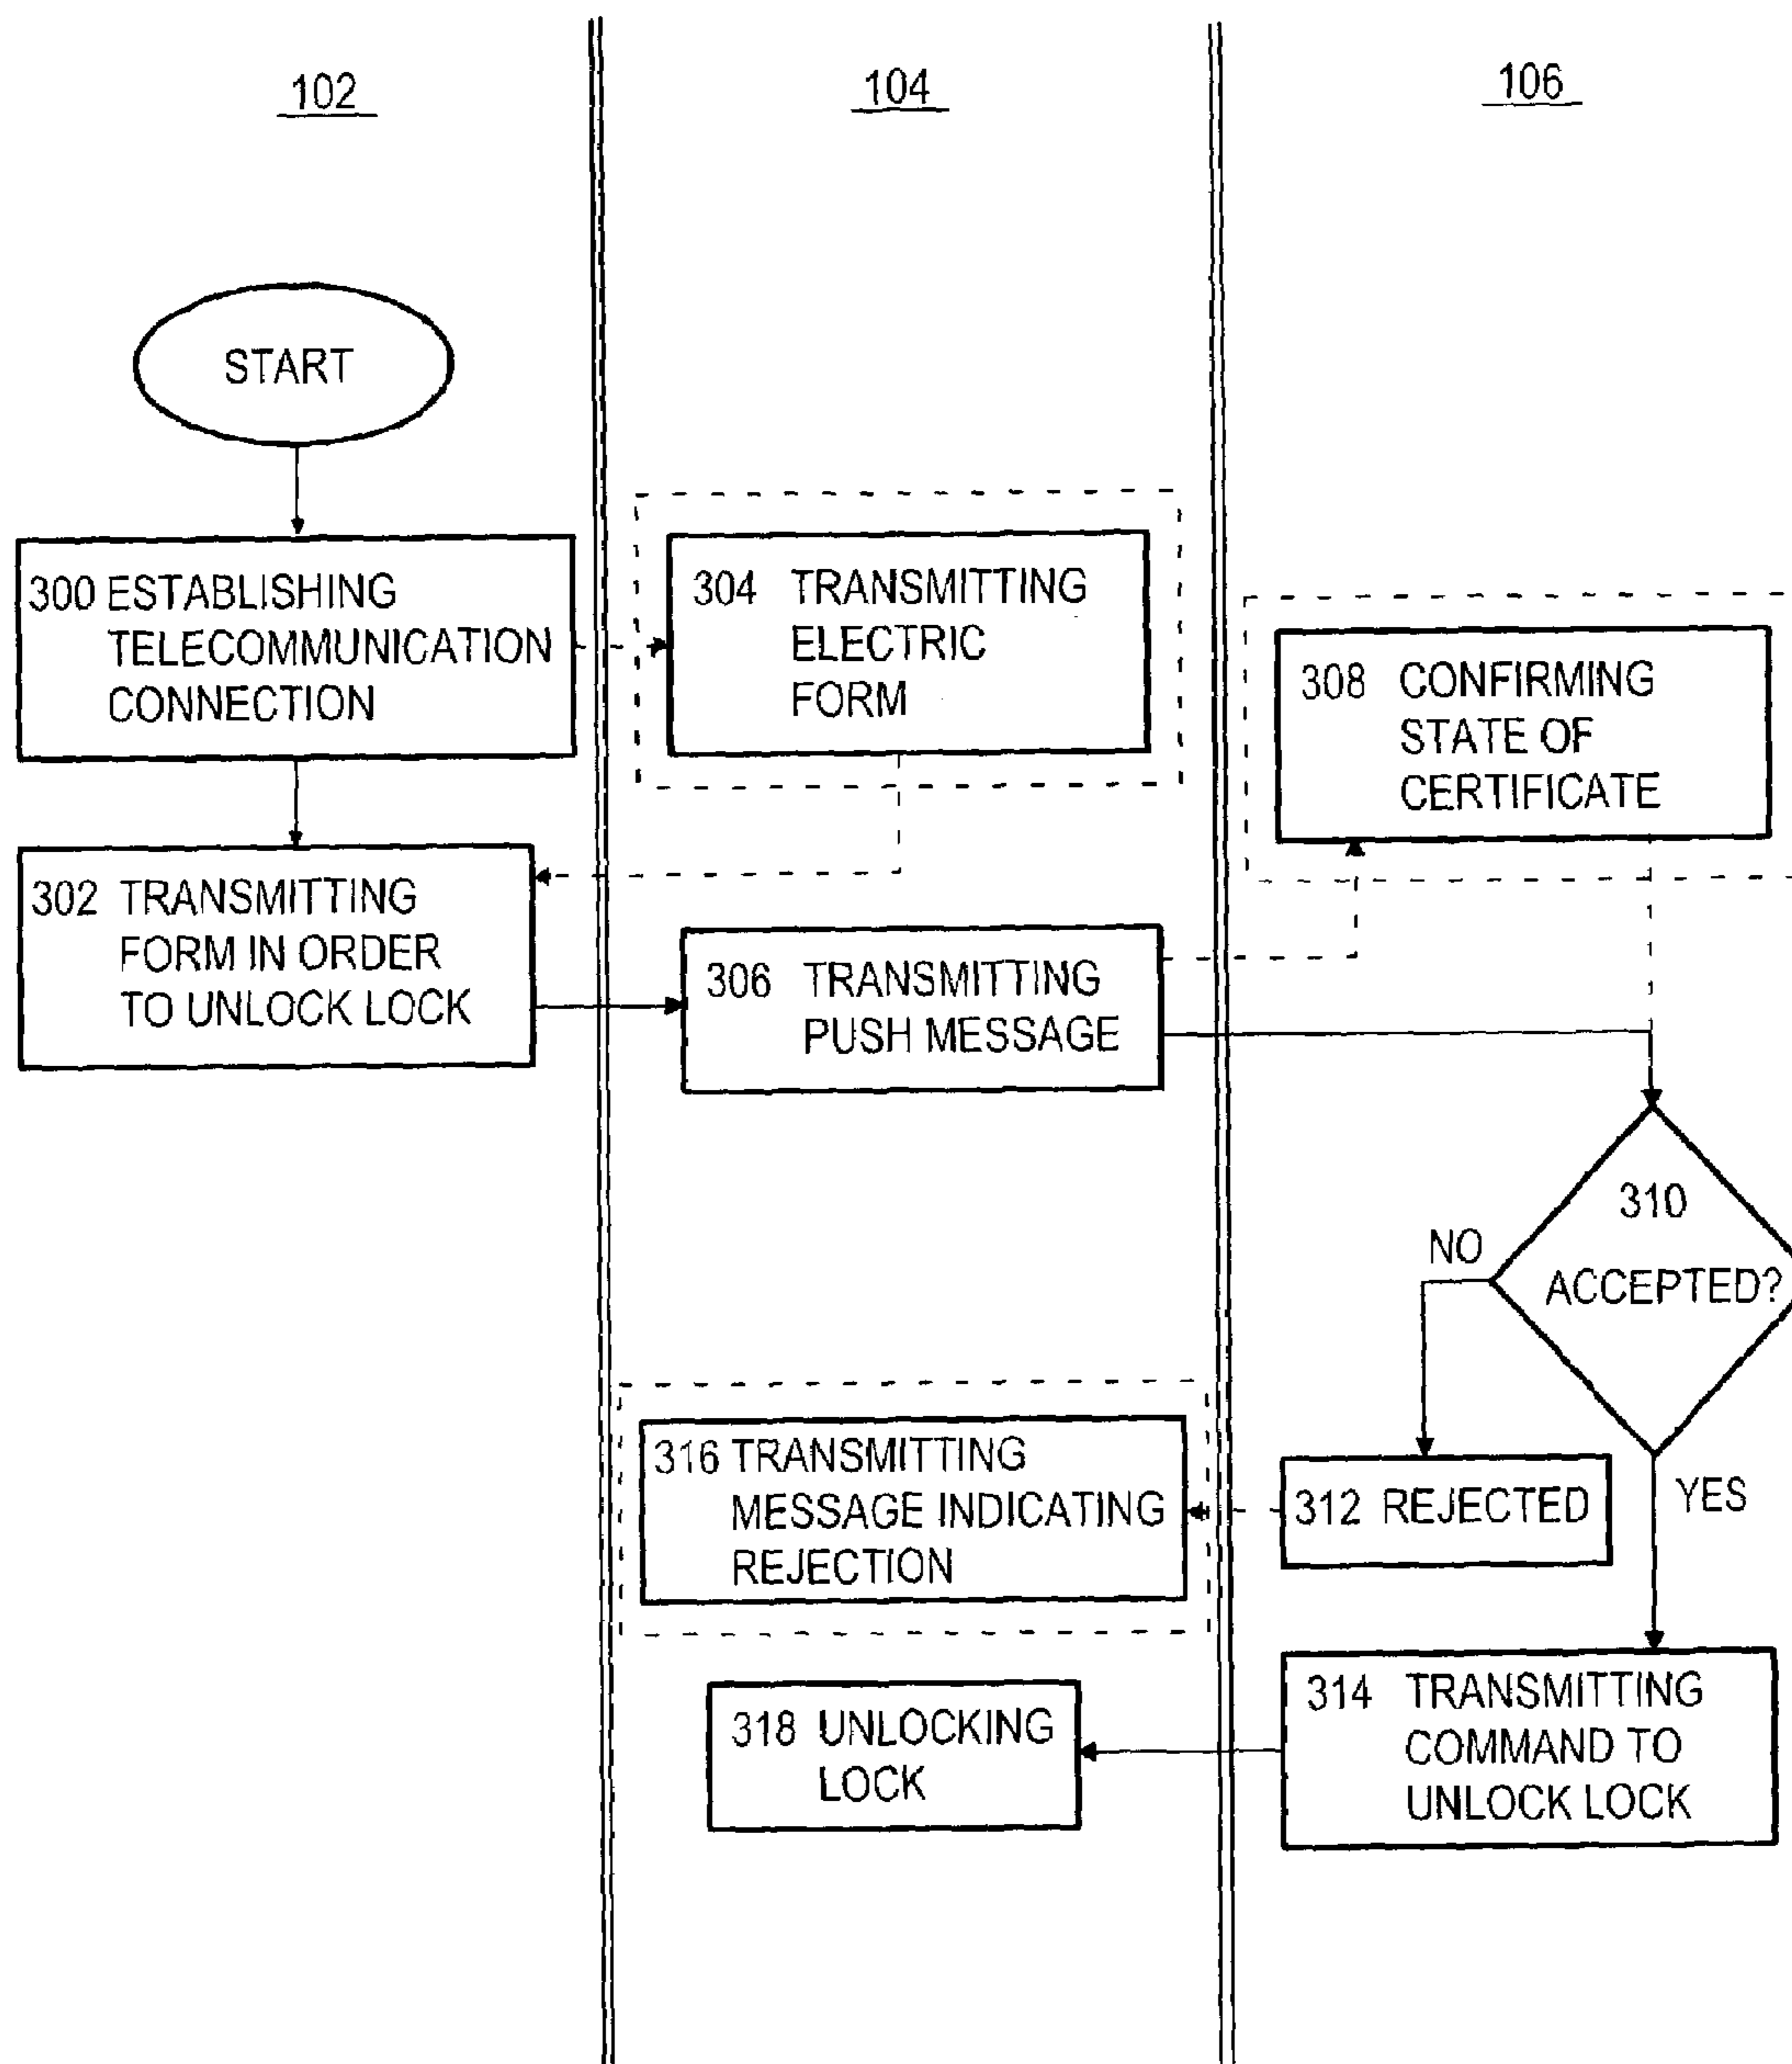 102
104
106
START
300 ESTABLISHING
TELECOMMUNICATION
CONNECTION
304 TRANSMITTING
ELECTRIC
FORM
308 CONFIRMING
STATE OF
CERTIFICATE
302 TRANSMITTING
FORM IN ORDER
TO UNLOCK LOCK
306 TRANSMITTING
PUSH MESSAGE
310
ACCEPTED?
NO
YES
316 TRANSMITTING
MESSAGE INDICATING
REJECTION
312 REJECTED
318 UNLOCKING
LOCK
314 TRANSMITTING
COMMAND TO
UNLOCK LOCK